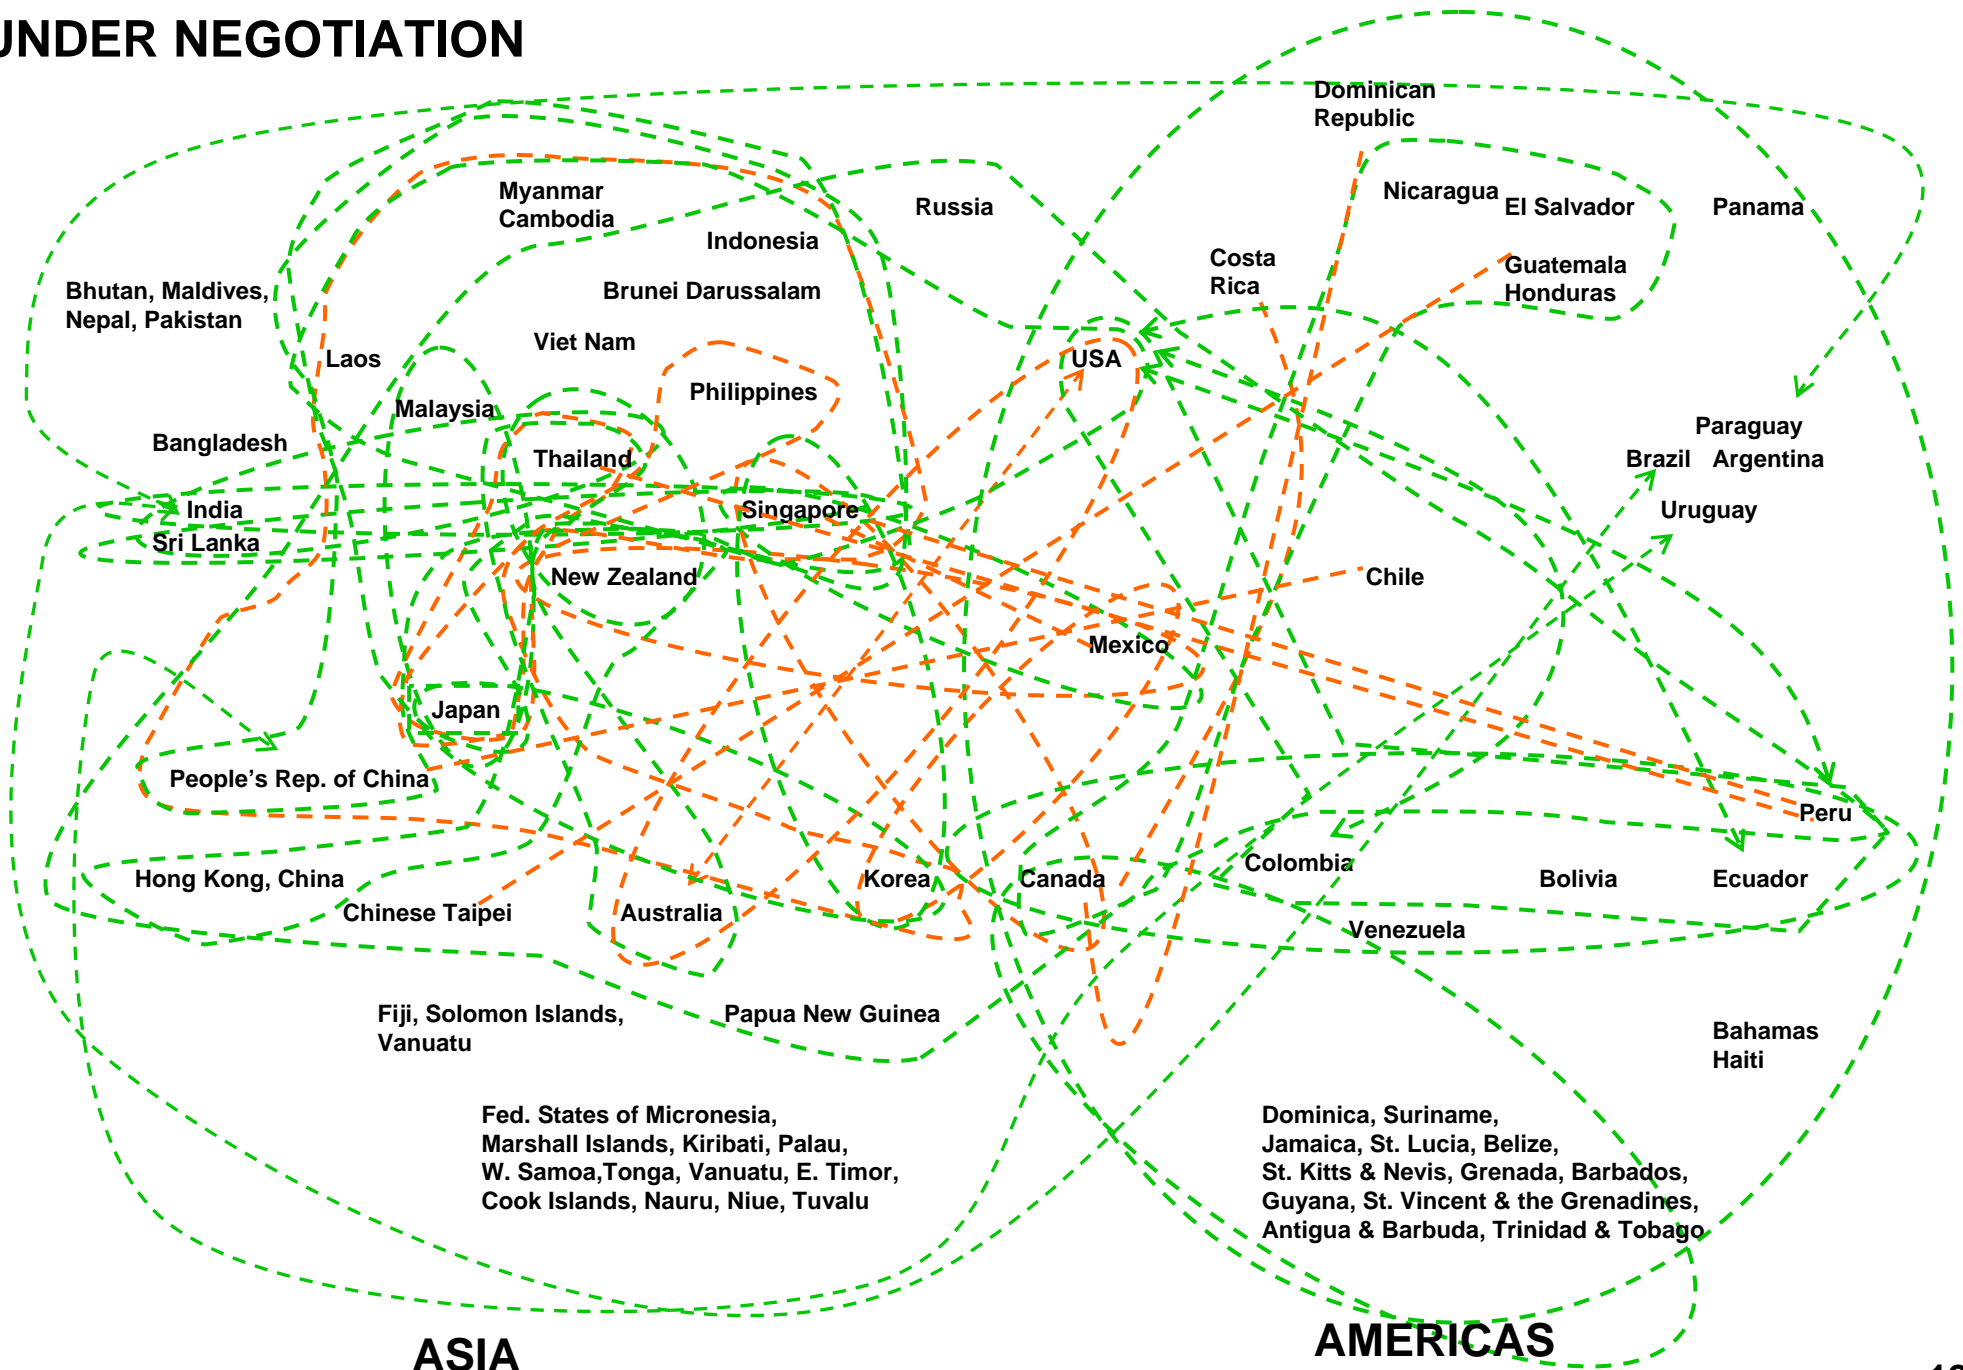 UNDER NEGOTIATION
Dominican
Republic
Myanmar
Cambodia
Russia
Nicaragua
El Salvador
Panama
Indonesia
Costa
Rica
Guatemala
Honduras
Bhutan, Maldives,
Nepal, Pakistan
Brunei Darussalam
Viet Nam
Laos
USA
Philippines
Malaysia
Paraguay
Bangladesh
Thailand
Brazil
Argentina
India
Singapore
Uruguay
Sri Lanka
New Zealand
Chile
Mexico
Japan
People's Rep. of China
Peru
Colombia
Hong Kong, China
Korea
Canada
Bolivia
Ecuador
Chinese Taipei
Australia
Venezuela
Fiji, Solomon Islands,
Vanuatu
Papua New Guinea
Bahamas
Haiti
Fed. States of Micronesia,
Marshall Islands, Kiribati, Palau,
W. Samoa,Tonga, Vanuatu, E. Timor,
Cook Islands, Nauru, Niue, Tuvalu
Dominica, Suriname,
Jamaica, St. Lucia, Belize,
St. Kitts & Nevis, Grenada, Barbados,
Guyana, St. Vincent & the Grenadines,
Antigua & Barbuda, Trinidad & Tobago
ASIA
AMERICAS